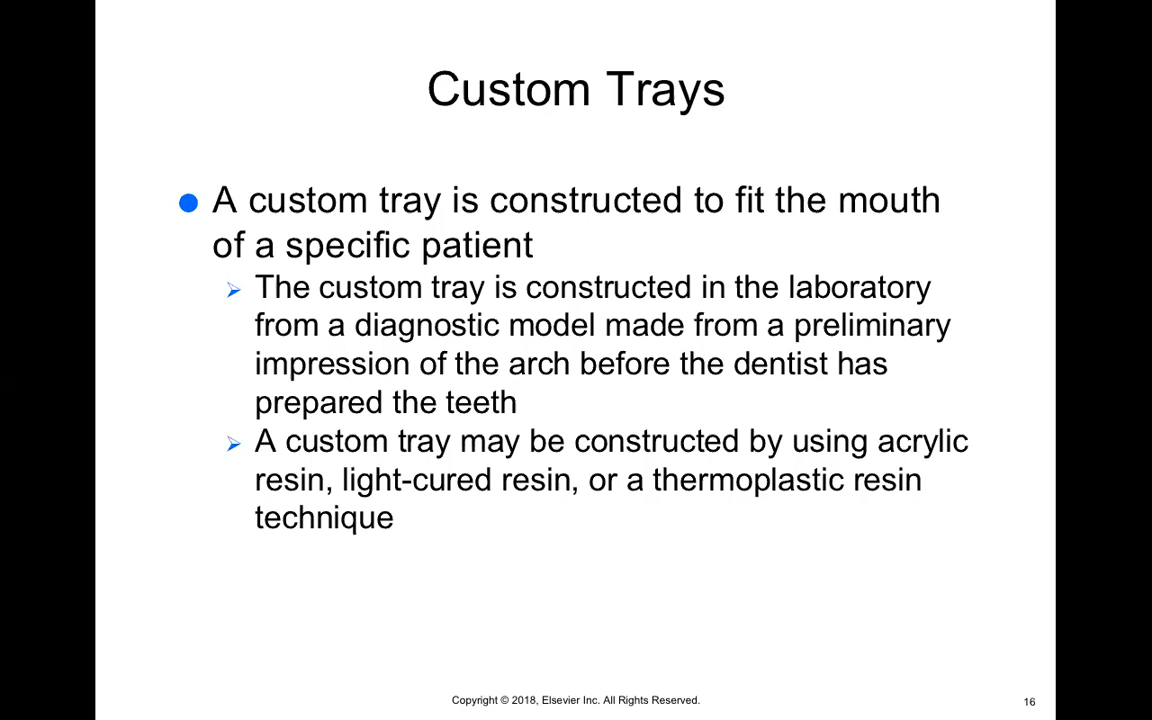 Custom Trays
● A custom tray is constructed to fit the mouth
of a specific patient
➢ The custom tray is constructed in the laboratory
from a diagnostic model made from a preliminary
impression of the arch before the dentist has
prepared the teeth
➢ A custom tray may be constructed by using acrylic
resin, light-cured resin, or a thermoplastic resin
technique
Copyright © 2018, Elsevier Inc. All Rights Reserved.
16